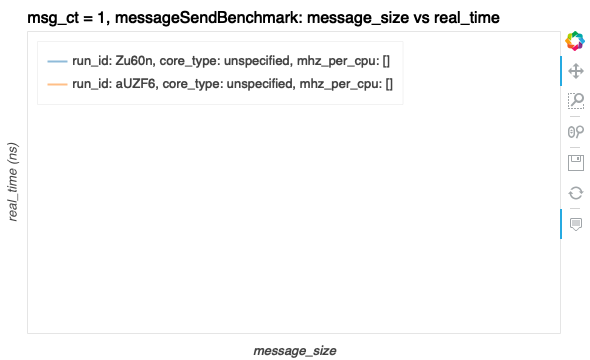 msg_ct = 1, messageSendBenchmark: message_size vs real_time
run_id: Zu60n, core_type: unspecified, mhz_per_cpu: []
run_id: aUZF6, core_type: unspecified, mhz_per_cpu: []
real_time (ns)
message_size